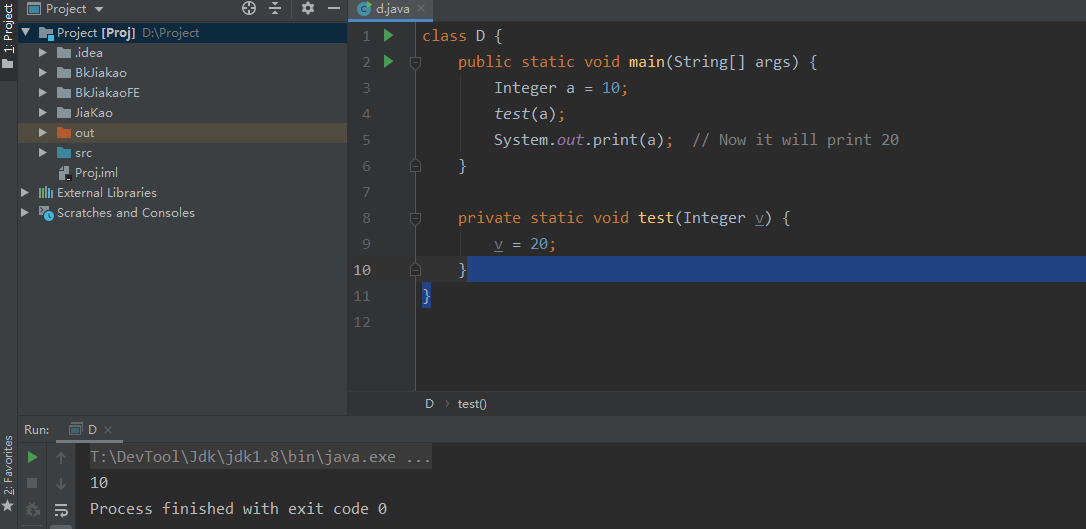 Project
d.java
1: Project
Project [Proj] D:\Project
.idea
BkJiakao
BkJiakaoFE
JiaKao
out
src
Proj.iml
External Libraries
Scratches and Consoles
1 class D {
2 public static void main(String[] args) {
3 Integer a = 10;
4 test(a);
5 System.out.print(a); // Now it will print 20
6 }
7
8 private static void test(Integer v) {
9 v = 20;
10 }
11 }
12
D › test()
Run: D
2: Favorites
T:\DevTool\Jdk\jdk1.8\bin\java.exe ...
10
Process finished with exit code 0